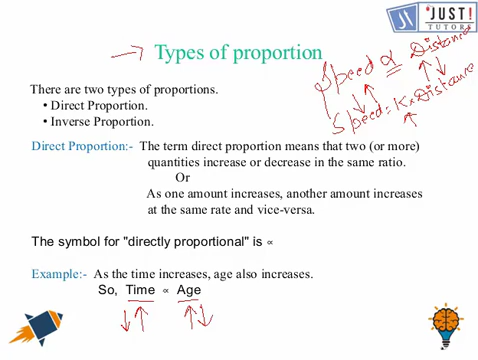 JUST!
TUTORS
Types of proportion
Speed ∝ Distance
Speed = K × Distance
There are two types of proportions.
• Direct Proportion.
• Inverse Proportion.
Direct Proportion:- The term direct proportion means that two (or more)
quantities increase or decrease in the same ratio.
Or
As one amount increases, another amount increases
at the same rate and vice-versa.
The symbol for "directly proportional" is ∝
Example:- As the time increases, age also increases.
So, Time ∝ Age